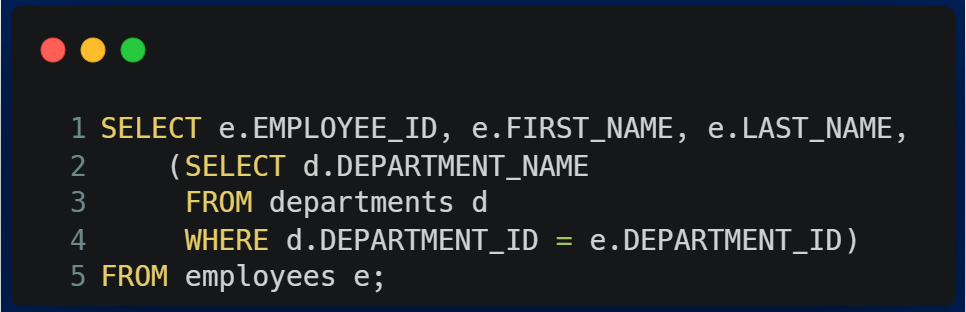 1 SELECT e.EMPLOYEE_ID, e.FIRST_NAME, e.LAST_NAME,
2     (SELECT d.DEPARTMENT_NAME
3      FROM departments d
4      WHERE d.DEPARTMENT_ID = e.DEPARTMENT_ID)
5 FROM employees e;